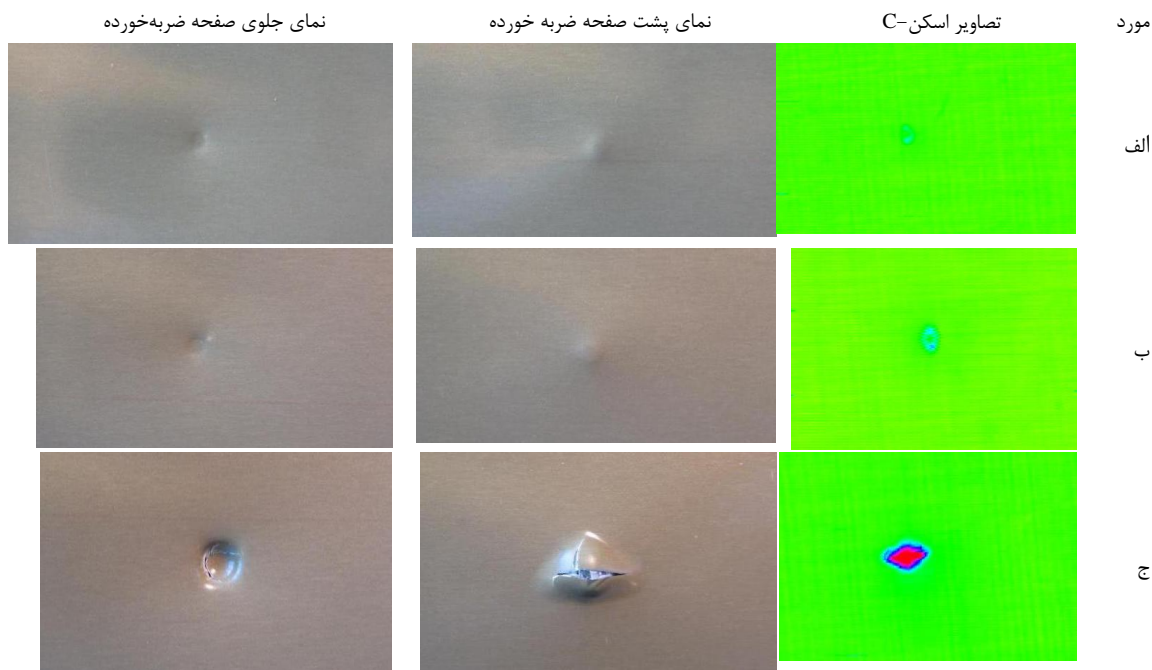 مورد تصاویر اسکن-C نمای پشت صفحه ضربه خورده نمای جلوی صفحه ضربه‌خورده
الف
ب
ج